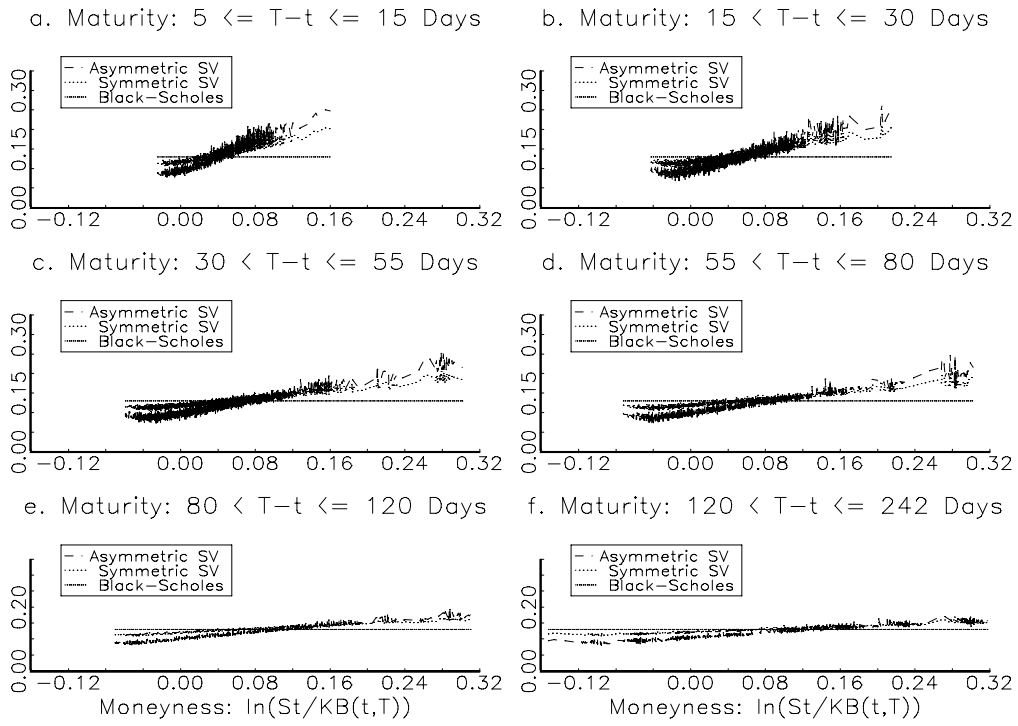 a. Maturity: 5 <= T-t <= 15 Days
Asymmetric SV
Symmetric SV
Black-Scholes
0.30
0.15
0.00
-0.12 0.00 0.08 0.16 0.24 0.32
b. Maturity: 15 < T-t <= 30 Days
Asymmetric SV
Symmetric SV
Black-Scholes
0.30
0.15
0.00
-0.12 0.00 0.08 0.16 0.24 0.32
c. Maturity: 30 < T-t <= 55 Days
Asymmetric SV
Symmetric SV
Black-Scholes
0.30
0.15
0.00
-0.12 0.00 0.08 0.16 0.24 0.32
d. Maturity: 55 < T-t <= 80 Days
Asymmetric SV
Symmetric SV
Black-Scholes
0.30
0.15
0.00
-0.12 0.00 0.08 0.16 0.24 0.32
e. Maturity: 80 < T-t <= 120 Days
Asymmetric SV
Symmetric SV
Black-Scholes
0.20
0.00
-0.12 0.00 0.08 0.16 0.24 0.32
Moneyness: ln(St/KB(t,T))
f. Maturity: 120 < T-t <= 242 Days
Asymmetric SV
Symmetric SV
Black-Scholes
0.20
0.00
-0.12 0.00 0.08 0.16 0.24 0.32
Moneyness: ln(St/KB(t,T))